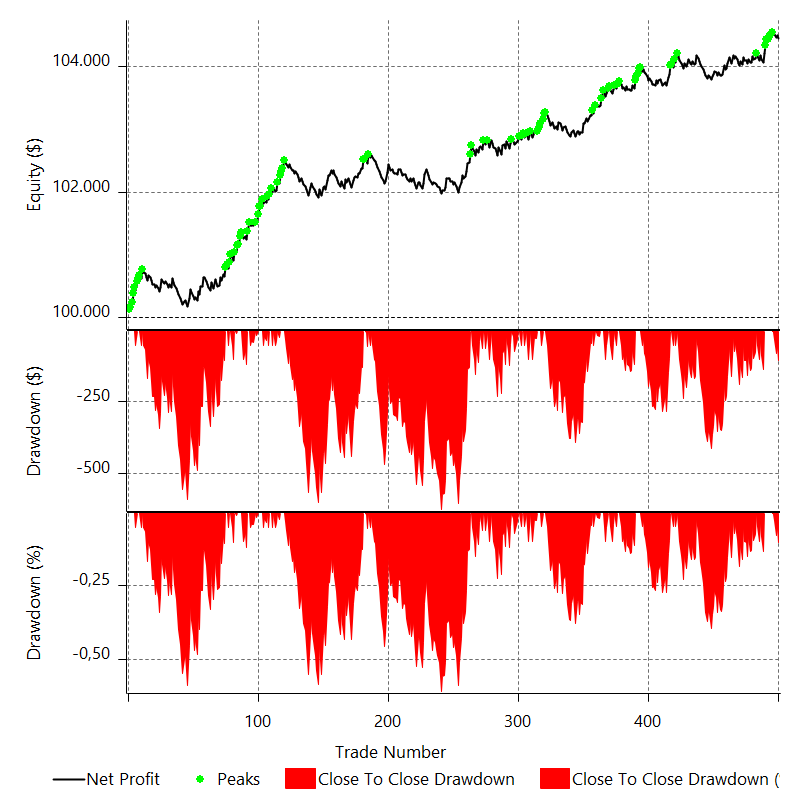 Equity ($)
104.000
102.000
100.000
Drawdown ($)
-250
-500
Drawdown (%)
-0,25
-0,50
100 200 300 400
Trade Number
Net Profit Peaks Close To Close Drawdown Close To Close Drawdown (